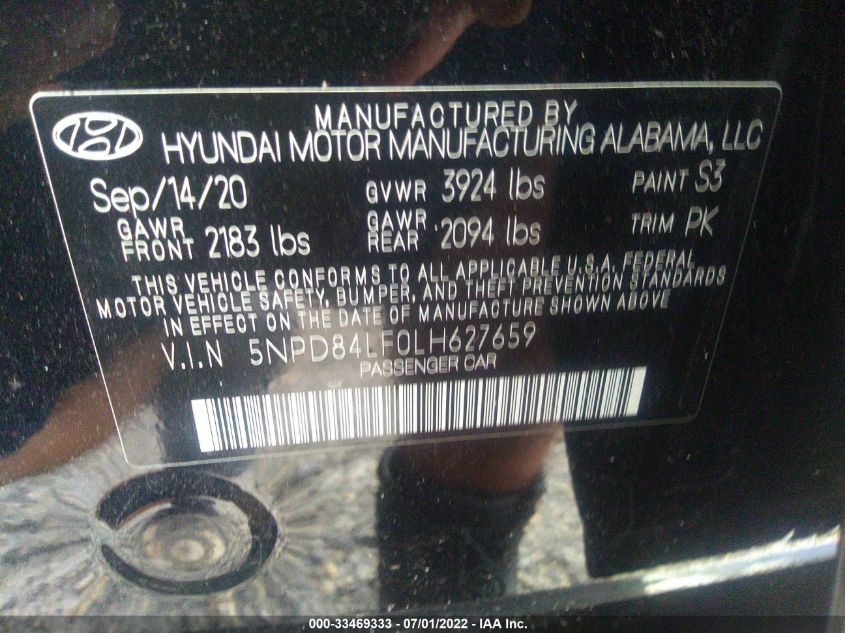 MANUFACTURED BY
HYUNDAI MOTOR MANUFACTURING ALABAMA, LLC
Sep/14/20 GVWR 3924 lbs PAINT S3
GAWR FRONT 2183 lbs GAWR REAR 2094 lbs TRIM PK
THIS VEHICLE CONFORMS TO ALL APPLICABLE U.S.A. FEDERAL
MOTOR VEHICLE SAFETY, BUMPER, AND THEFT PREVENTION STANDARDS
IN EFFECT ON THE DATE OF MANUFACTURE SHOWN ABOVE
V.I.N 5NPD84LF0LH627659
PASSENGER CAR
000-33469333 - 07/01/2022 - IAA Inc.